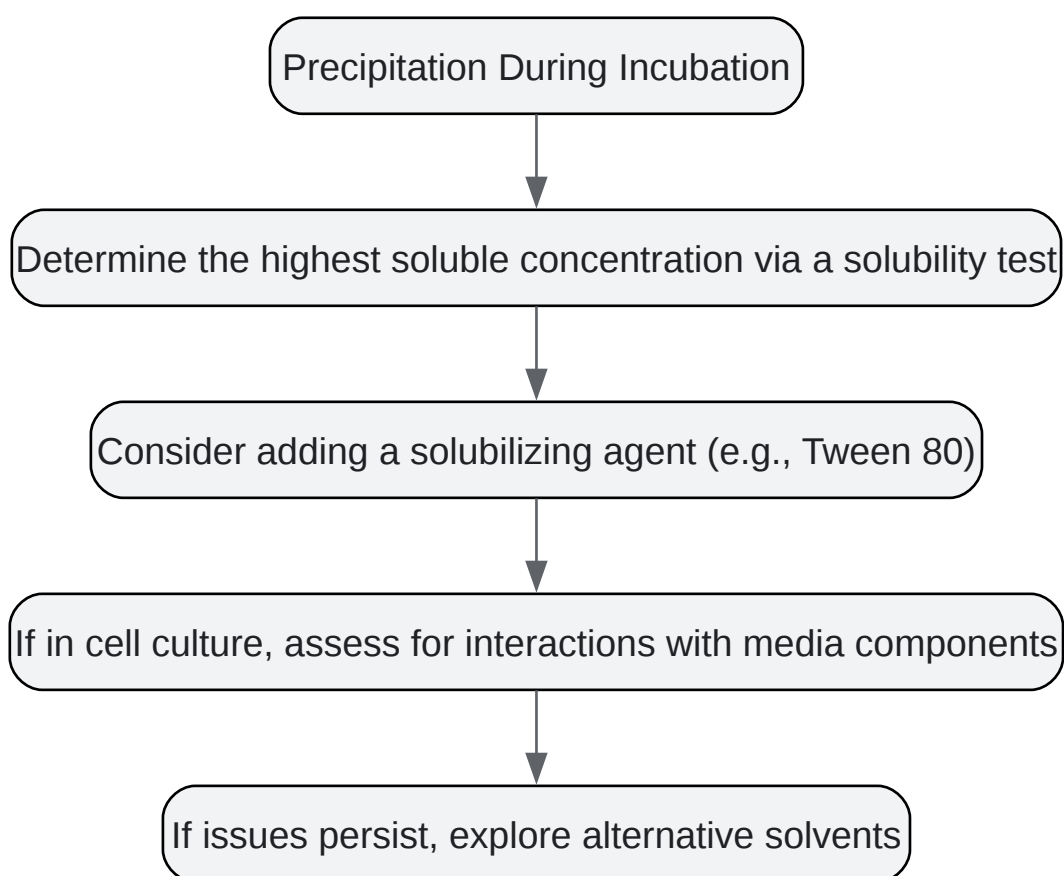 Precipitation During Incubation
Determine the highest soluble concentration via a solubility test
Consider adding a solubilizing agent (e.g., Tween 80)
If in cell culture, assess for interactions with media components
If issues persist, explore alternative solvents